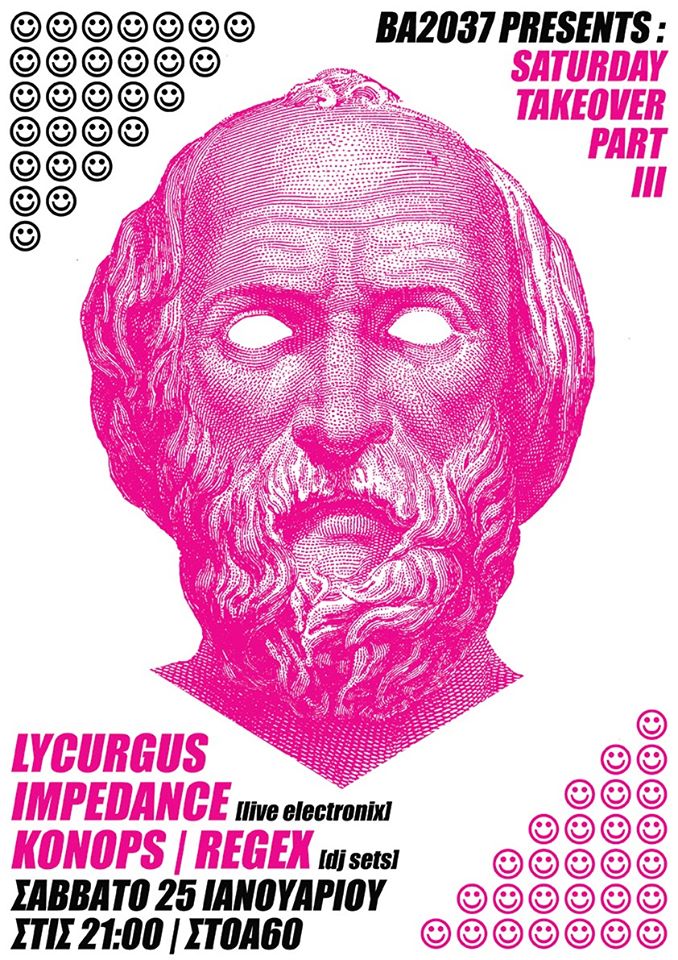 BA2037 PRESENTS :
SATURDAY
TAKEOVER
PART
III
LYCURGUS
IMPEDANCE [live electronix]
KONOPS | REGEX [dj sets]
ΣΑΒΒΑΤΟ 25 ΙΑΝΟΥΑΡΙΟΥ
ΣΤΙΣ 21:00 | ΣΤΟΑ60